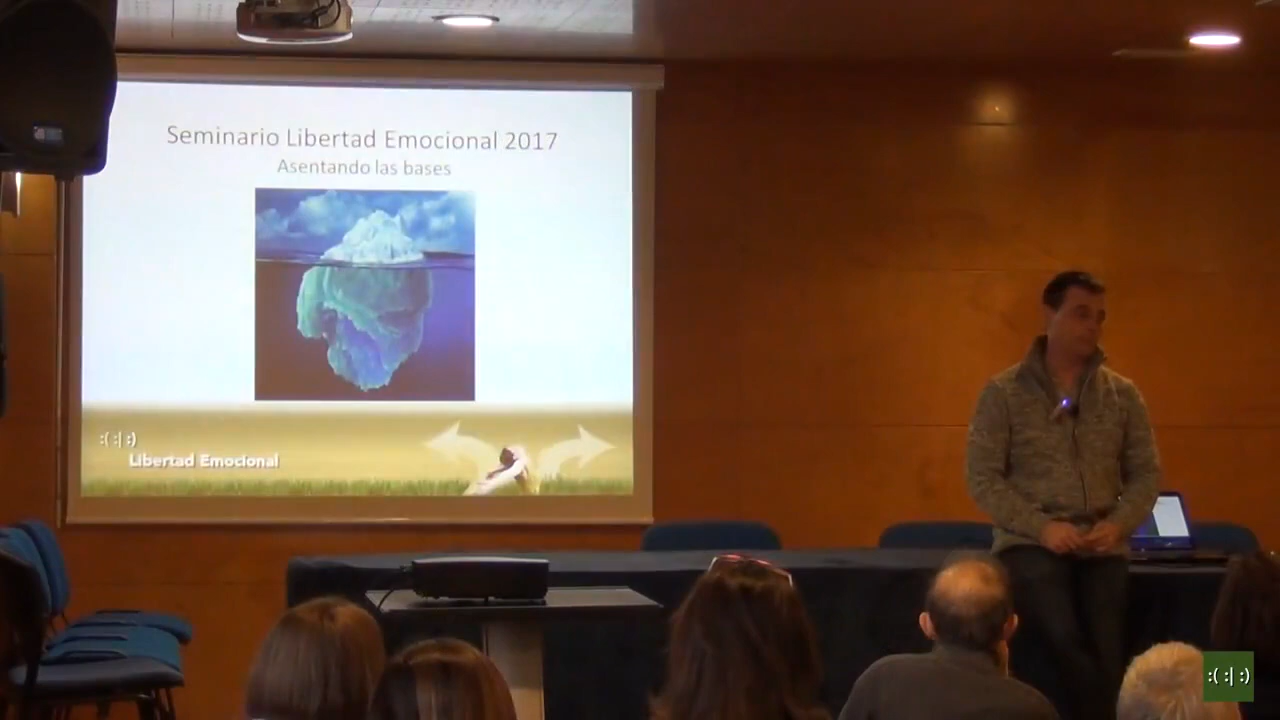 Seminario Libertad Emocional 2017
Asentando las bases
:( :| :)
Libertad Emocional
:( :| :)